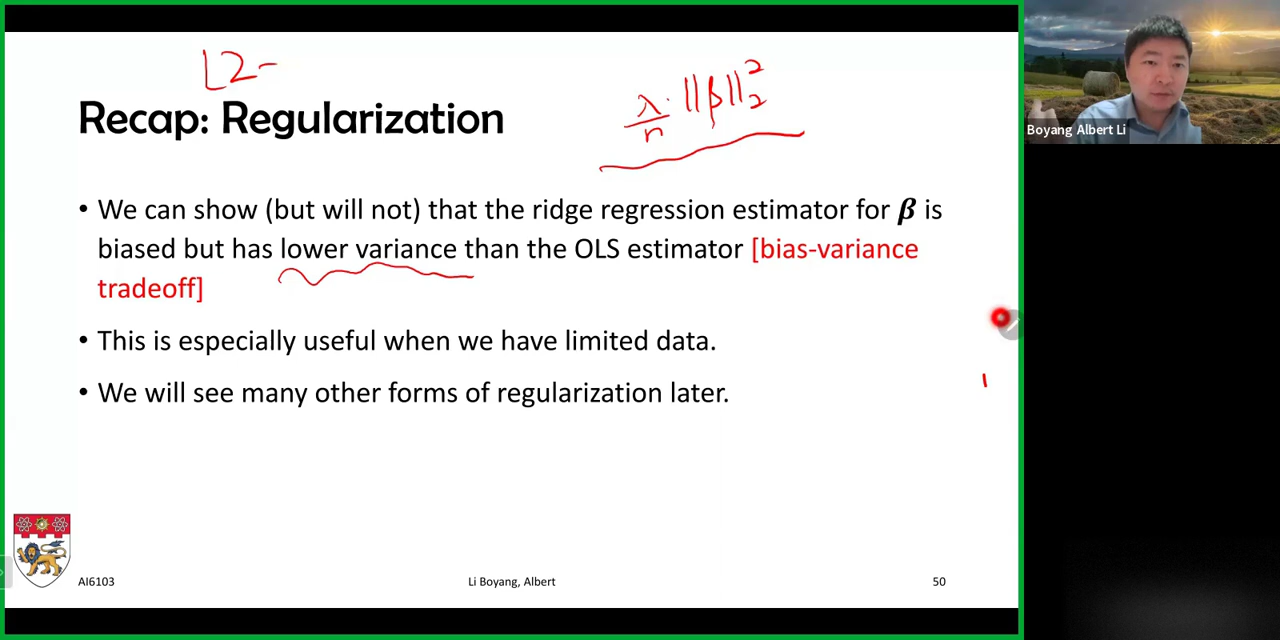 L2-
Recap: Regularization
λ/n · ||β||₂²
• We can show (but will not) that the ridge regression estimator for β is
biased but has lower variance than the OLS estimator [bias-variance
tradeoff]
• This is especially useful when we have limited data.
• We will see many other forms of regularization later.
AI6103
Li Boyang, Albert
50
Boyang Albert Li